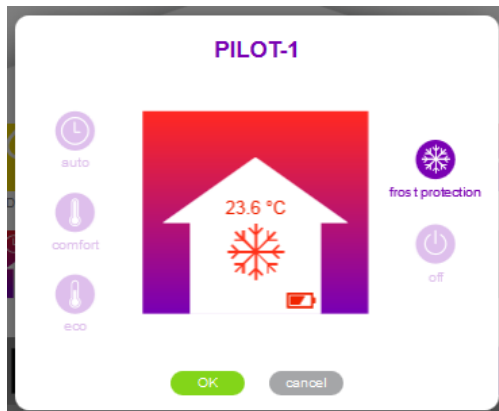 PILOT-1
auto
comfort
eco
23.6 °C
frost protection
off
OK
cancel